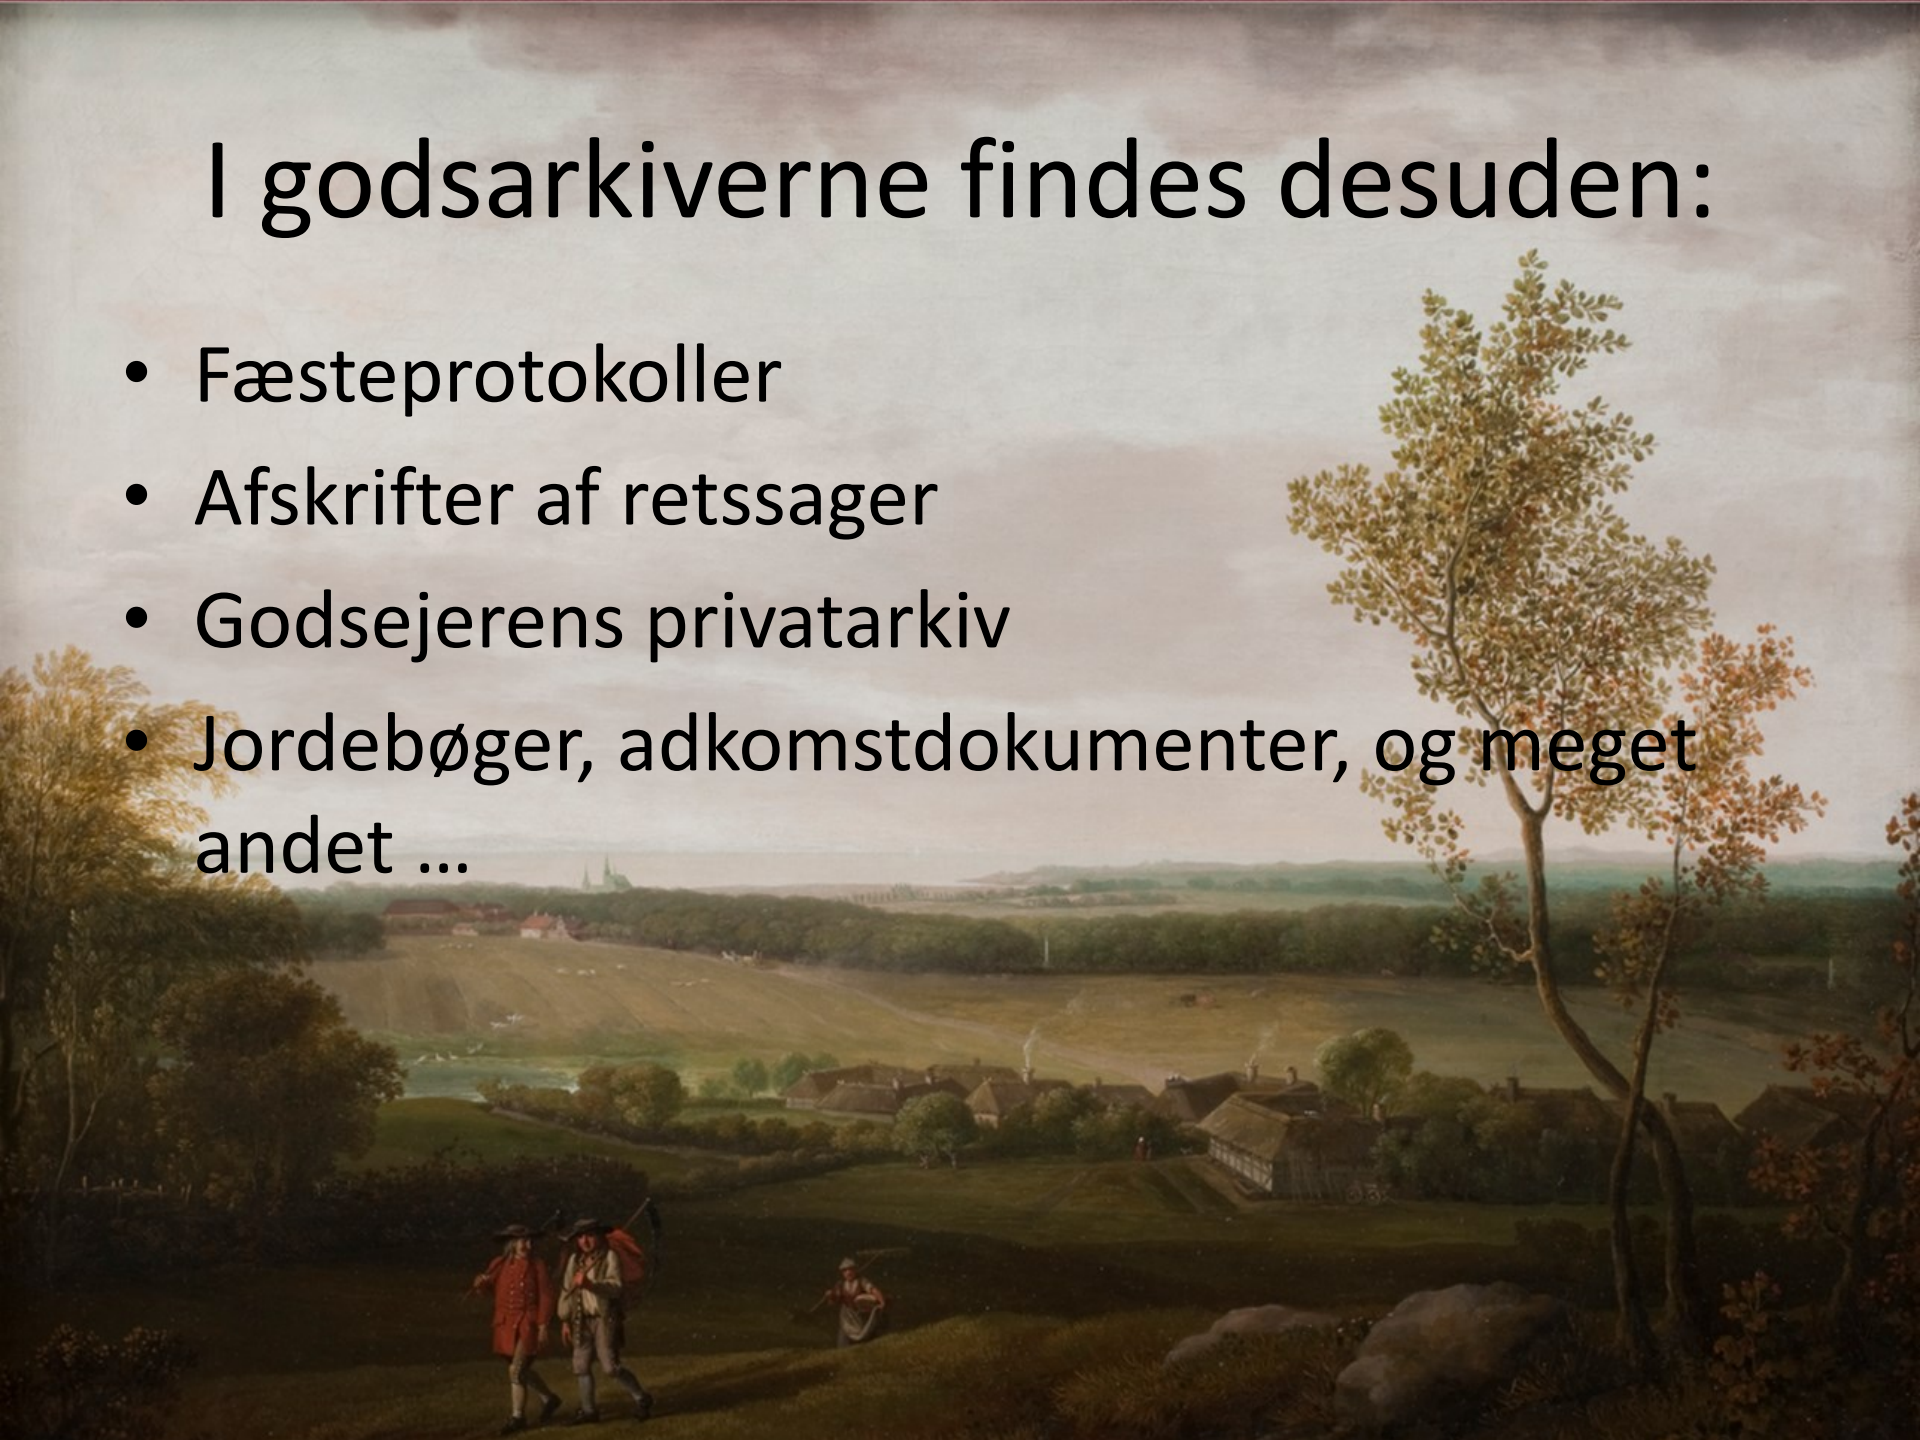 I godsarkiverne findes desuden:
• Fæsteprotokoller
• Afskrifter af retssager
• Godsejerens privatarkiv
• Jordebøger, adkomstdokumenter, og meget
andet …